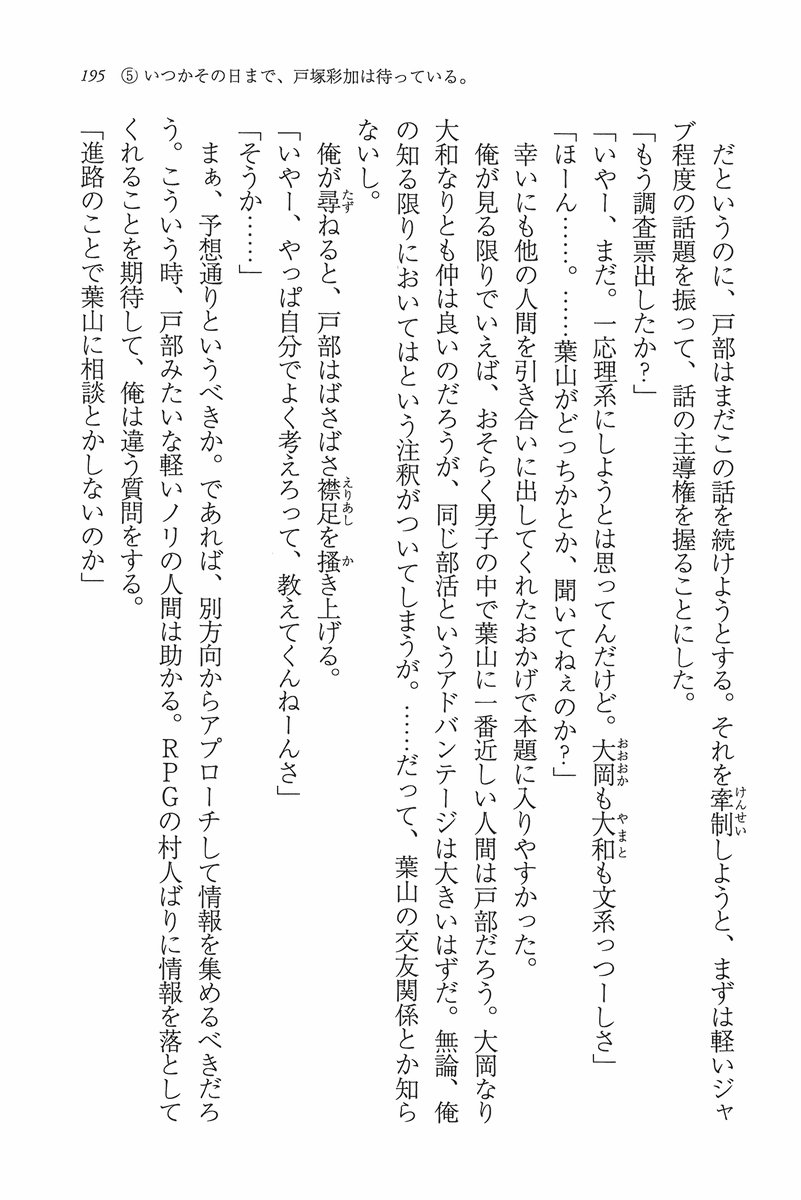 195 ⑤いつかその日まで、戸塚彩加は待っている。
だというのに、戸部はまだこの話を続けようとする。それを牽制しようと、まずは軽いジャ
ブ程度の話題を振って、話の主導権を握ることにした。
「もう調査票出したか?」
「いやー、まだ。一応理系にしようとは思ってんだけど。大岡も大和も文系っつーしさ」
「ほーん……。……葉山がどっちかとか、聞いてねぇのか?」
幸いにも他の人間を引き合いに出してくれたおかげで本題に入りやすかった。
俺が見る限りでいえば、おそらく男子の中で葉山に一番近しい人間は戸部だろう。大岡なり
大和なりとも仲は良いのだろうが、同じ部活というアドバンテージは大きいはずだ。無論、俺
の知る限りにおいてはという注釈がついてしまうが。……だって、葉山の交友関係とか知ら
ないし。
俺が尋ねると、戸部はばさばさ襟足を掻き上げる。
「いやー、やっぱ自分でよく考えろって、教えてくんねーんさ」
「そうか……」
まぁ、予想通りというべきか。であれば、別方向からアプローチして情報を集めるべきだろ
う。こういう時、戸部みたいな軽いノリの人間は助かる。RPGの村人ばりに情報を落として
くれることを期待して、俺は違う質問をする。
「進路のことで葉山に相談とかしないのか」
けんせい
おおおか
やまと
たず
えりあし
か